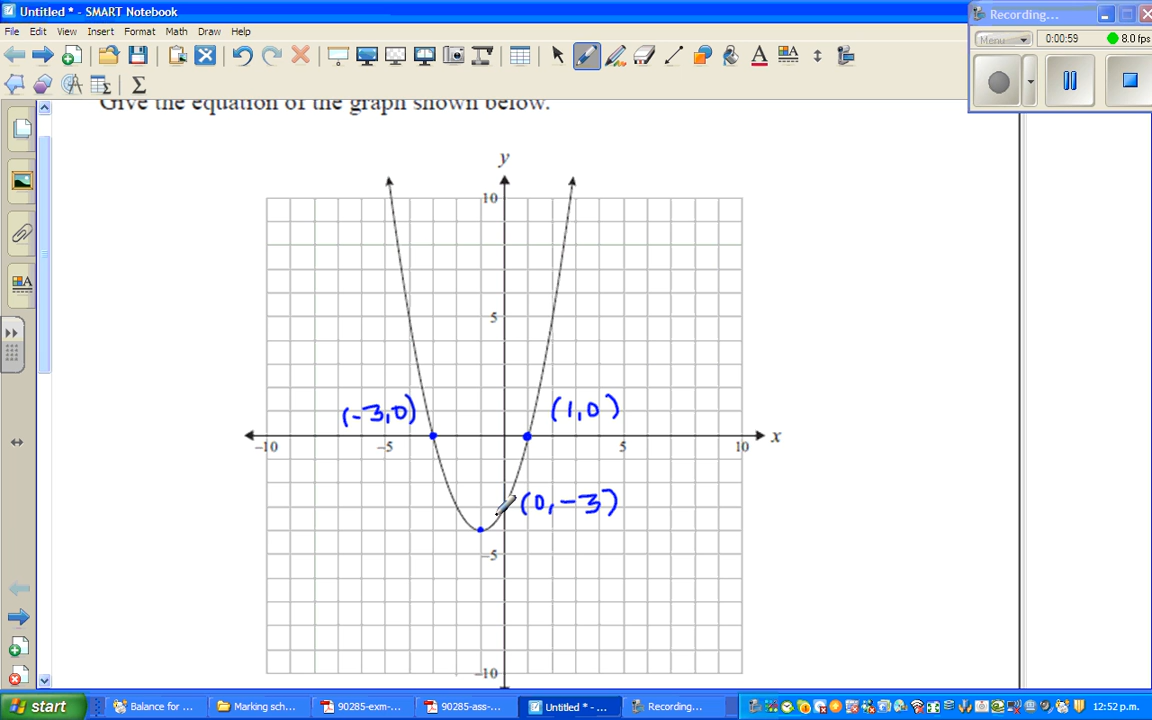 Untitled * - SMART Notebook
Recording...
File Edit View Insert Format Math Draw Help
Menu
0:00:59
8.0 fps
Give the equation of the graph shown below.
y
10
5
(-3,0)
(1,0)
x
-10
-5
5
10
(0,-3)
-5
-10
start
Balance for ...
Marking sch...
90285-exm-...
90285-ass-...
Untitled * - ...
Recording...
12:52 p.m.